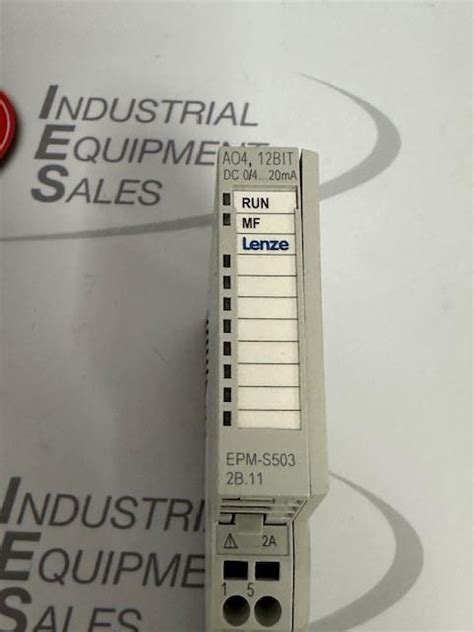 INDUSTRIAL
EQUIPMENT
SALES
AO4, 12BIT
DC 0/4...20mA
RUN
MF
Lenze
EPM-S503
2B.11
2A
1 5
INDUSTRIAL
EQUIPMENT
SALES